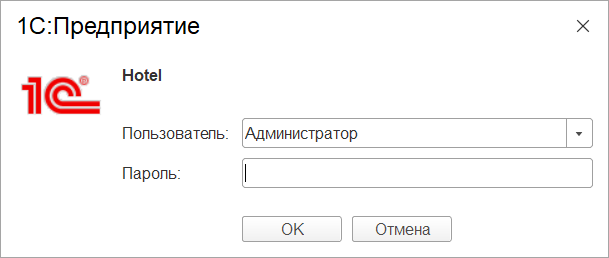 1С:Предприятие
1С®
Hotel
Пользователь: Администратор
Пароль:
OK Отмена